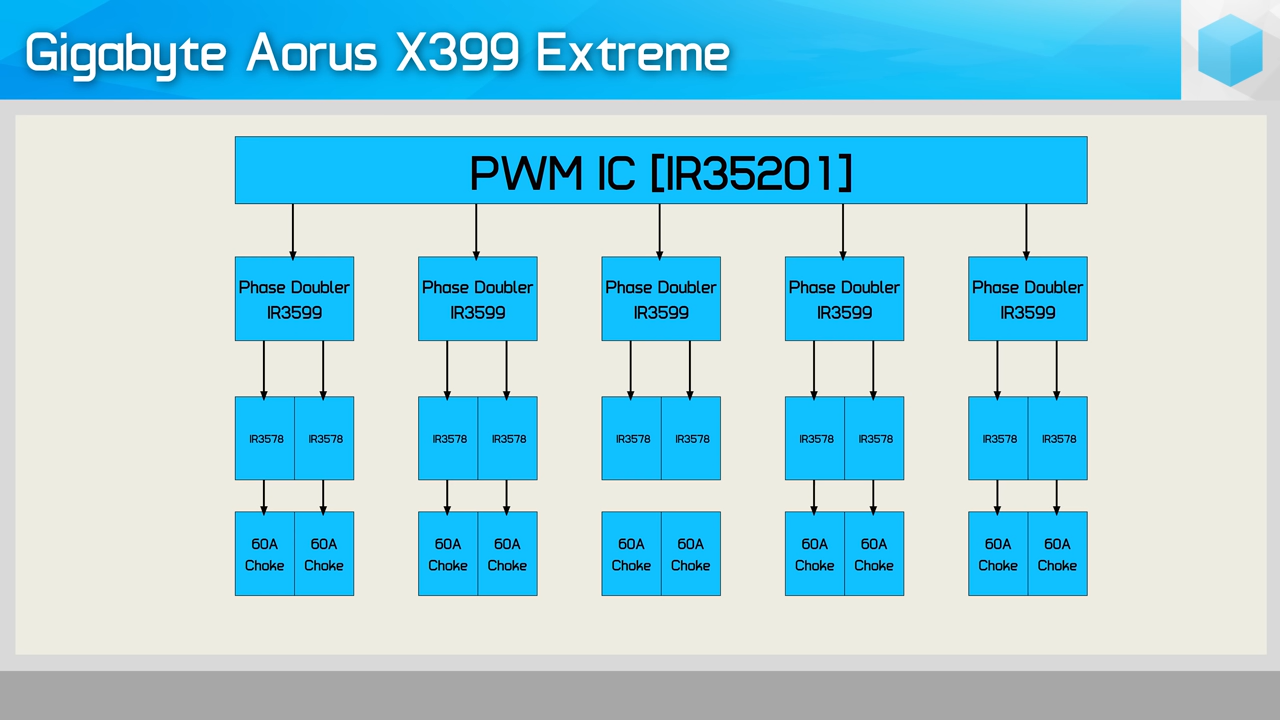 Gigabyte Aorus X399 Extreme
PWM IC [IR35201]
Phase Doubler
IR3599
Phase Doubler
IR3599
Phase Doubler
IR3599
Phase Doubler
IR3599
Phase Doubler
IR3599
IR3578
IR3578
IR3578
IR3578
IR3578
IR3578
IR3578
IR3578
IR3578
IR3578
60A
Choke
60A
Choke
60A
Choke
60A
Choke
60A
Choke
60A
Choke
60A
Choke
60A
Choke
60A
Choke
60A
Choke